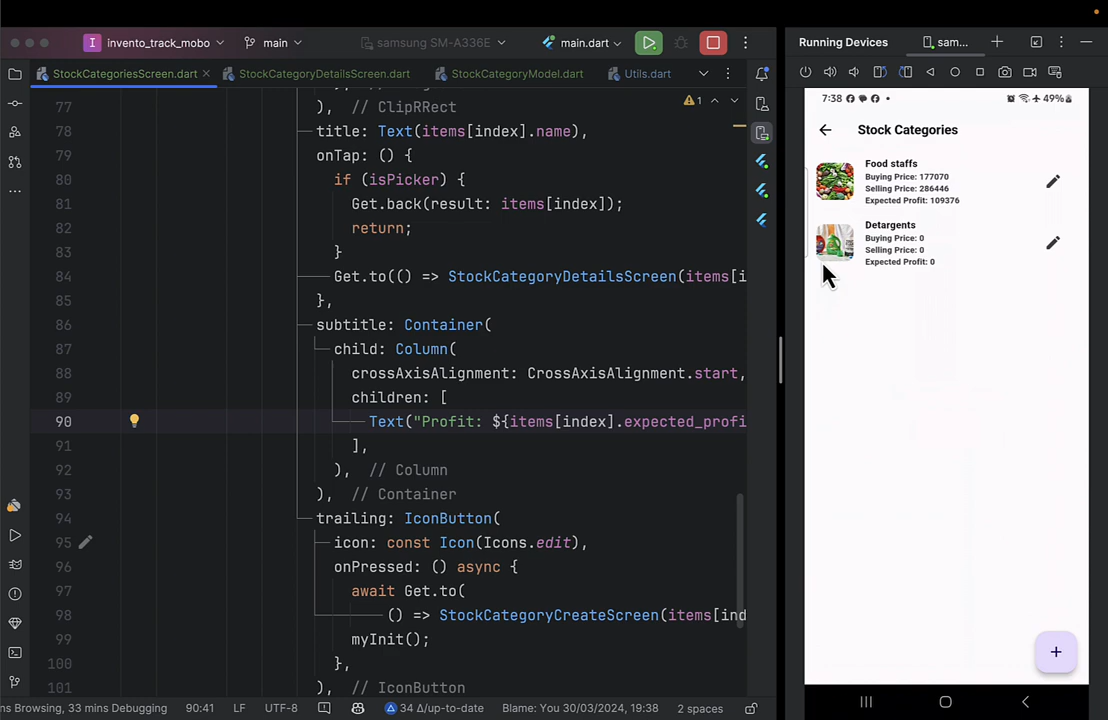 I invento_track_mobo main samsung SM-A336E main.dart
Running Devices sam...
StockCategoriesScreen.dart StockCategoryDetailsScreen.dart StockCategoryModel.dart Utils.dart
77 ), // ClipRRect
78 title: Text(items[index].name),
79 onTap: () {
80 if (isPicker) {
81 Get.back(result: items[index]);
82 return;
83 }
84 Get.to(() => StockCategoryDetailsScreen(items[i
85 },
86 subtitle: Container(
87 child: Column(
88 crossAxisAlignment: CrossAxisAlignment.start,
89 children: [
90 Text("Profit: ${items[index].expected_profi
91 ],
92 ), // Column
93 ), // Container
94 trailing: IconButton(
95 icon: const Icon(Icons.edit),
96 onPressed: () async {
97 await Get.to(
98 () => StockCategoryCreateScreen(items[ind
99 myInit();
100 },
101 ), // IconButton
1
7:38 49%
Stock Categories
Food staffs
Buying Price: 177070
Selling Price: 286446
Expected Profit: 109376
Detargents
Buying Price: 0
Selling Price: 0
Expected Profit: 0
+
ns Browsing, 33 mins Debugging 90:41 LF UTF-8 34 Δ/up-to-date Blame: You 30/03/2024, 19:38 2 spaces